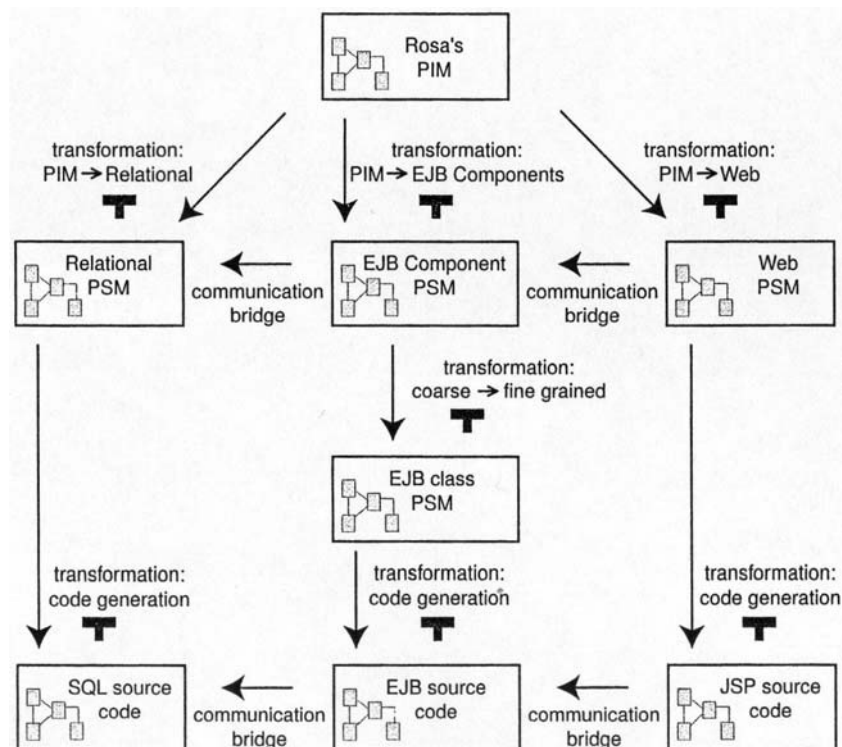 Rosa's
PIM
transformation:
PIM → Relational
transformation:
PIM → EJB Components
transformation:
PIM → Web
Relational
PSM
communication
bridge
EJB Component
PSM
communication
bridge
Web
PSM
transformation:
coarse → fine grained
EJB class
PSM
transformation:
code generation
transformation:
code generation
transformation:
code generation
SQL source
code
communication
bridge
EJB source
code
communication
bridge
JSP source
code